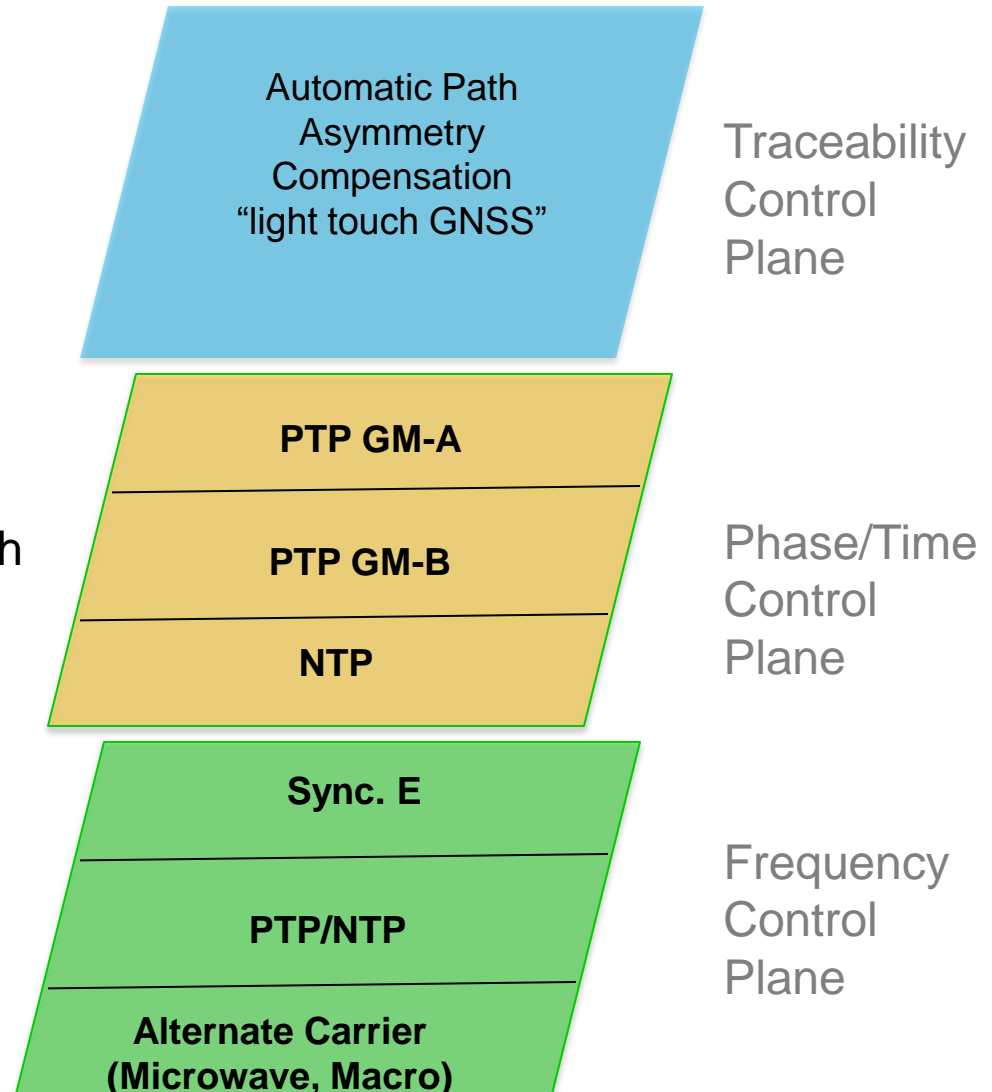 Automatic Path
Asymmetry
Compensation
“light touch GNSS”
Traceability
Control
Plane
PTP GM-A
PTP GM-B
NTP
Phase/Time
Control
Plane
Sync. E
PTP/NTP
Alternate Carrier
(Microwave, Macro)
Frequency
Control
Plane